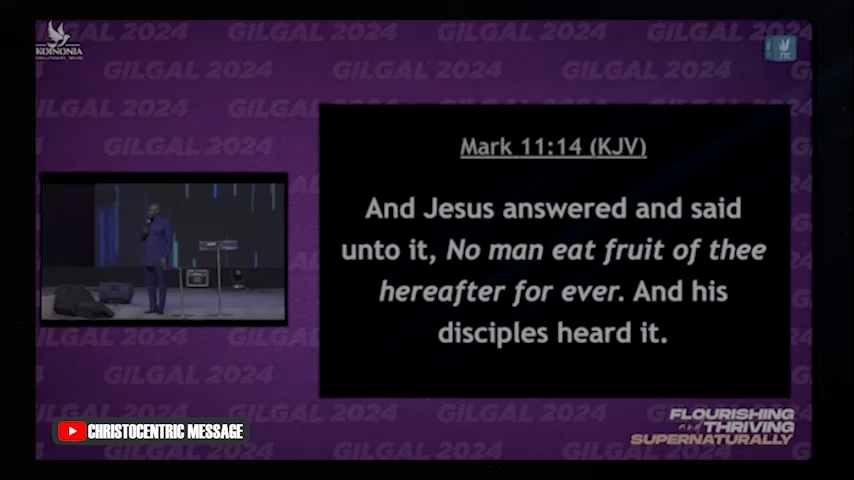 KOINONIA
GILGAL 2024
Mark 11:14 (KJV)
And Jesus answered and said
unto it, No man eat fruit of thee
hereafter for ever. And his
disciples heard it.
CHRISTOCENTRIC MESSAGE
FLOURISHING
and THRIVING
SUPERNATURALLY